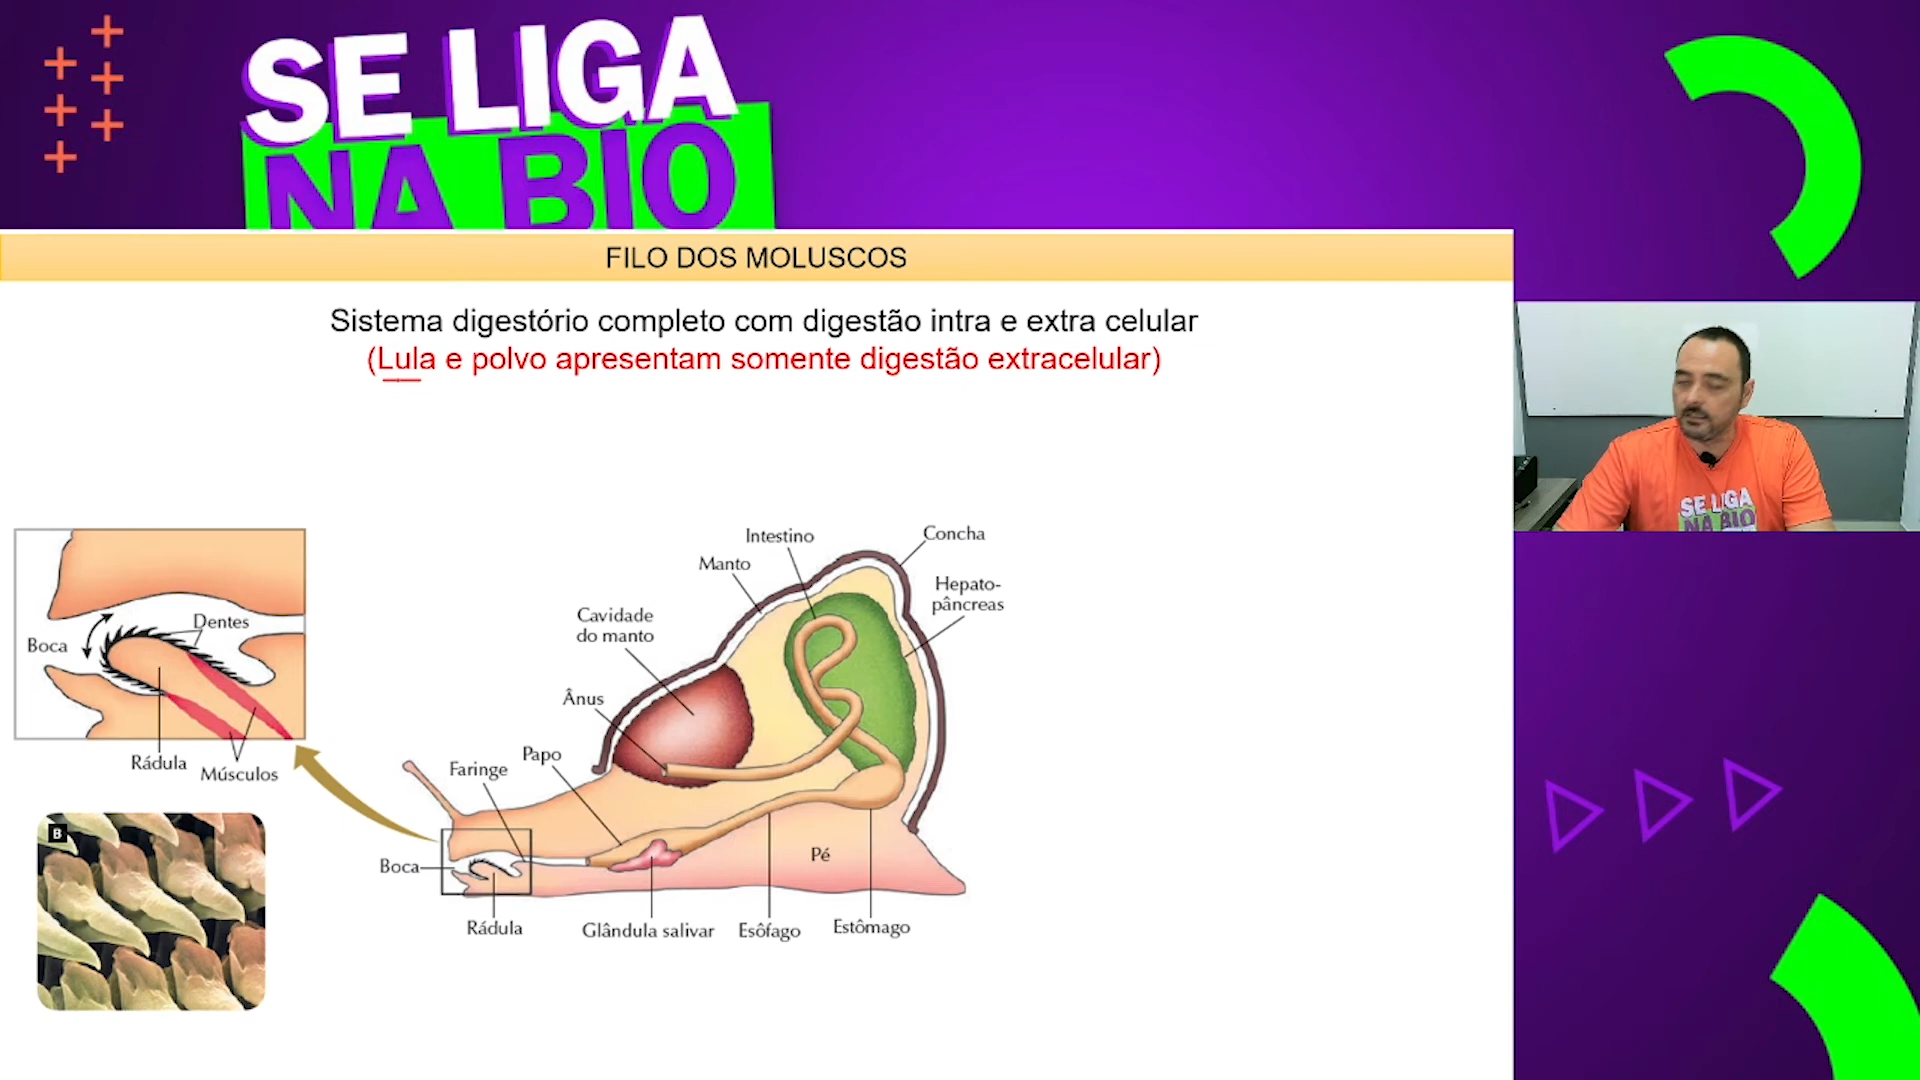 SE LIGA
NA BIO
FILO DOS MOLUSCOS
Sistema digestório completo com digestão intra e extra celular
(Lula e polvo apresentam somente digestão extracelular)
Boca
Dentes
Rádula
Músculos
B
Intestino
Concha
Manto
Hepato-
pâncreas
Cavidade
do manto
Ânus
Papo
Faringe
Boca
Pé
Rádula
Glândula salivar
Esôfago
Estômago
SE LIGA
NA BIO